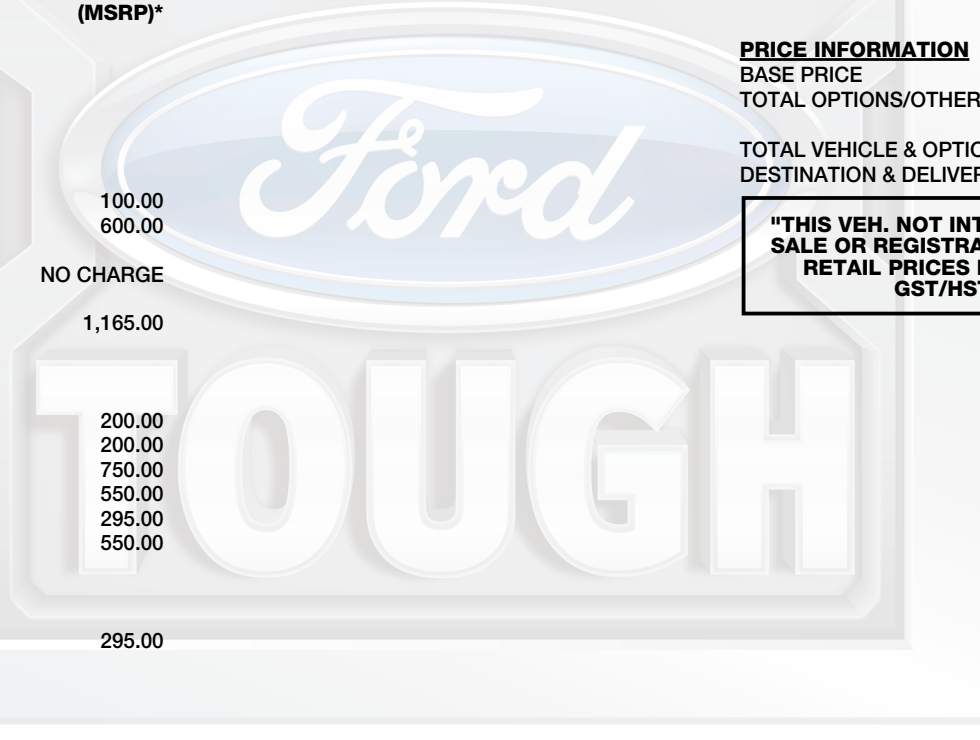 (MSRP)*
100.00
600.00
NO CHARGE
1,165.00
200.00
200.00
750.00
550.00
295.00
550.00
295.00
PRICE INFORMATION
BASE PRICE
TOTAL OPTIONS/OTHER
TOTAL VEHICLE & OPTIO
DESTINATION & DELIVER
"THIS VEH. NOT INT
SALE OR REGISTRA
RETAIL PRICES
GST/HST
Ford
TOUGH